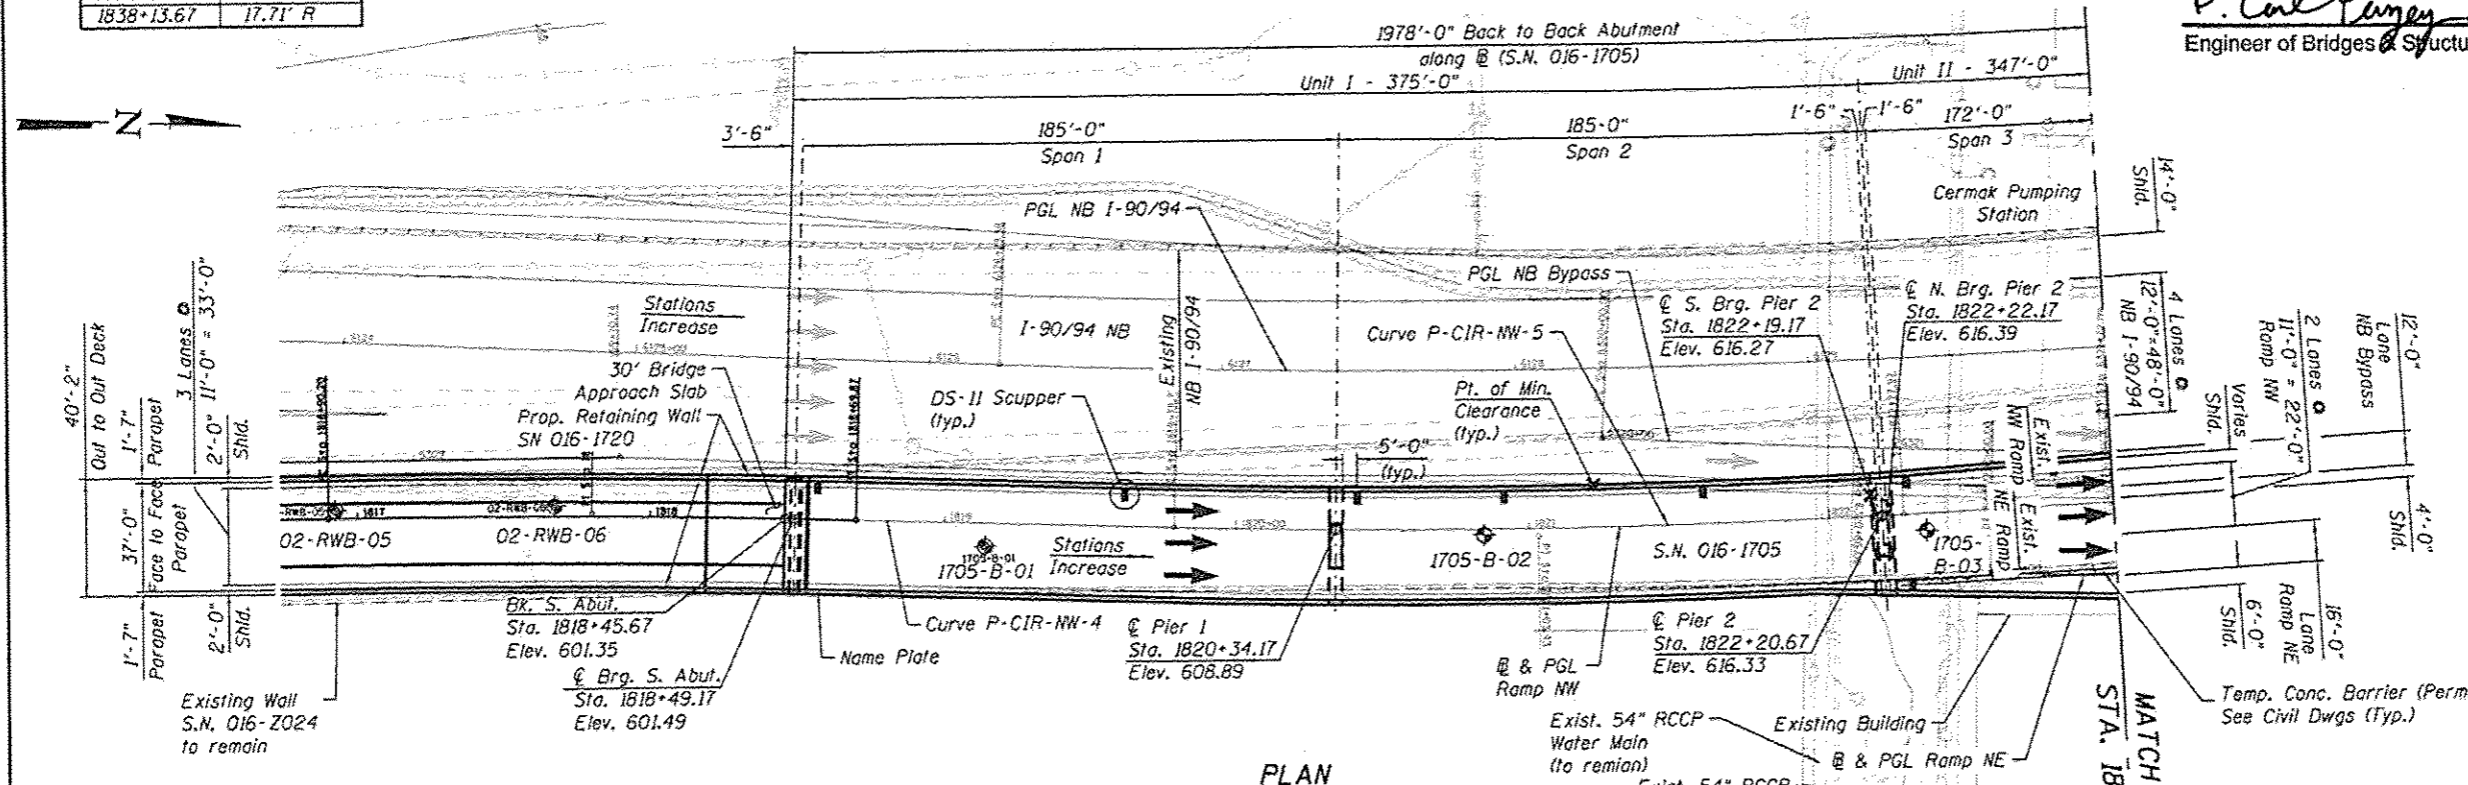 1838+13.67 17.71' R
Engineer of Bridges & Structu
1978'-0" Back to Back Abutment
along ℄ (S.N. 016-1705)
Unit I - 375'-0"
Unit II - 347'-0"
N
3'-6"
185'-0"
Span 1
185-0"
Span 2
1'-6"
1'-6"
172'-0"
Span 3
14'-0"
Shld.
Cermak Pumping
Station
PGL NB I-90/94
PGL NB Bypass
Stations
Increase
I-90/94 NB
Existing
NB I-90/94
Curve P-CIR-NW-5
℄ S. Brg. Pier 2
Sta. 1822+19.17
Elev. 616.27
℄ N. Brg. Pier 2
Sta. 1822+22.17
Elev. 616.39
4 Lanes @
12'-0"=48'-0"
NB I-90/94
2 Lanes @
11'-0" = 22'-0"
Ramp NW
12'-0"
Lane
NB Bypass
Varies
Shld.
40'-2"
Out to Out Deck
3 Lanes @
11'-0" = 33'-0"
1'-7"
Parapet
2'-0"
Shld.
37'-0"
Face to Face
Parapet
1'-7"
Parapet
2'-0"
Shld.
30' Bridge
Approach Slab
Prop. Retaining Wall
SN 016-1720
DS-11 Scupper
(typ.)
Pt. of Min.
Clearance
(typ.)
5'-0"
(typ.)
Exist.
NW Ramp
Exist.
NE Ramp
4'-0"
Shld.
02-RWB-05
02-RWB-06
1817
1818
1705-B-01
1705-B-01
Stations
Increase
1705-B-02
S.N. 016-1705
1705-
B-03
16'-0"
Lane
Ramp NE
6'-0"
Shld.
Bk. S. Abut.
Sta. 1818+45.67
Elev. 601.35
℄ Brg. S. Abut.
Sta. 1818+49.17
Elev. 601.49
Name Plate
Curve P-CIR-NW-4
℄ Pier 1
Sta. 1820+34.17
Elev. 608.89
℄ Pier 2
Sta. 1822+20.67
Elev. 616.33
℄ & PGL
Ramp NW
Existing Wall
S.N. 016-Z024
to remain
Exist. 54" RCCP
Water Main
(to remian)
Existing Building
℄ & PGL Ramp NE
Temp. Conc. Barrier (Perm
See Civil Dwgs (Typ.)
MATCH
STA. 18
PLAN
Exist. 54" RCCP